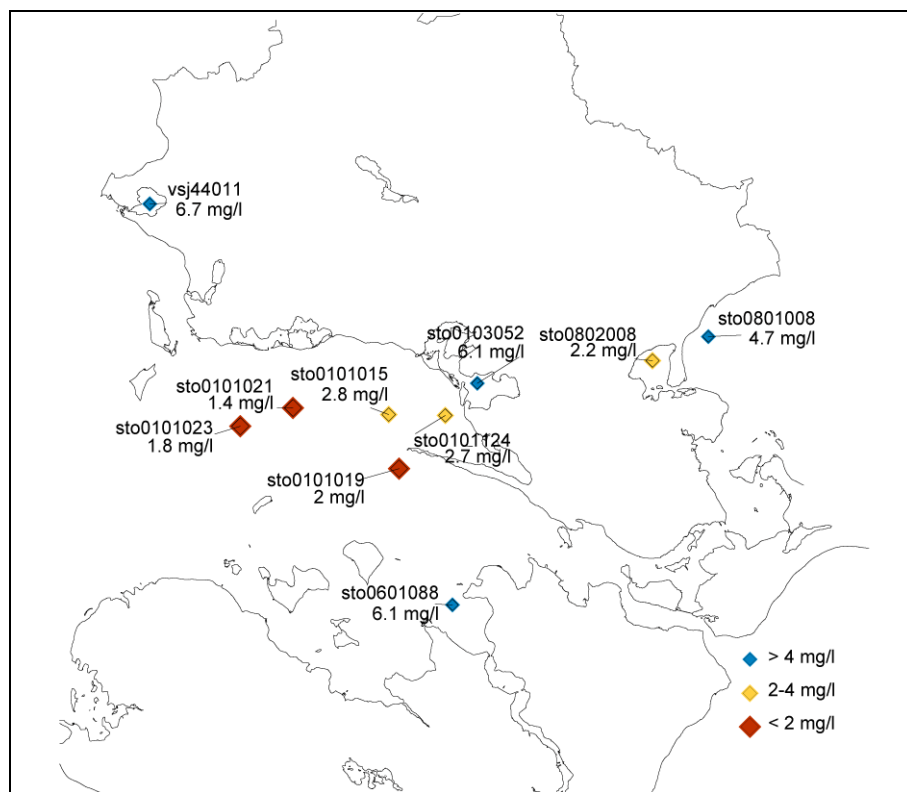 vsj44011
6.7 mg/l
sto0103052
6.1 mg/l
sto0802008
2.2 mg/l
sto0801008
4.7 mg/l
sto0101021
1.4 mg/l
sto0101015
2.8 mg/l
sto0101023
1.8 mg/l
sto0101124
2.7 mg/l
sto0101019
2 mg/l
sto0601088
6.1 mg/l
> 4 mg/l
2-4 mg/l
< 2 mg/l